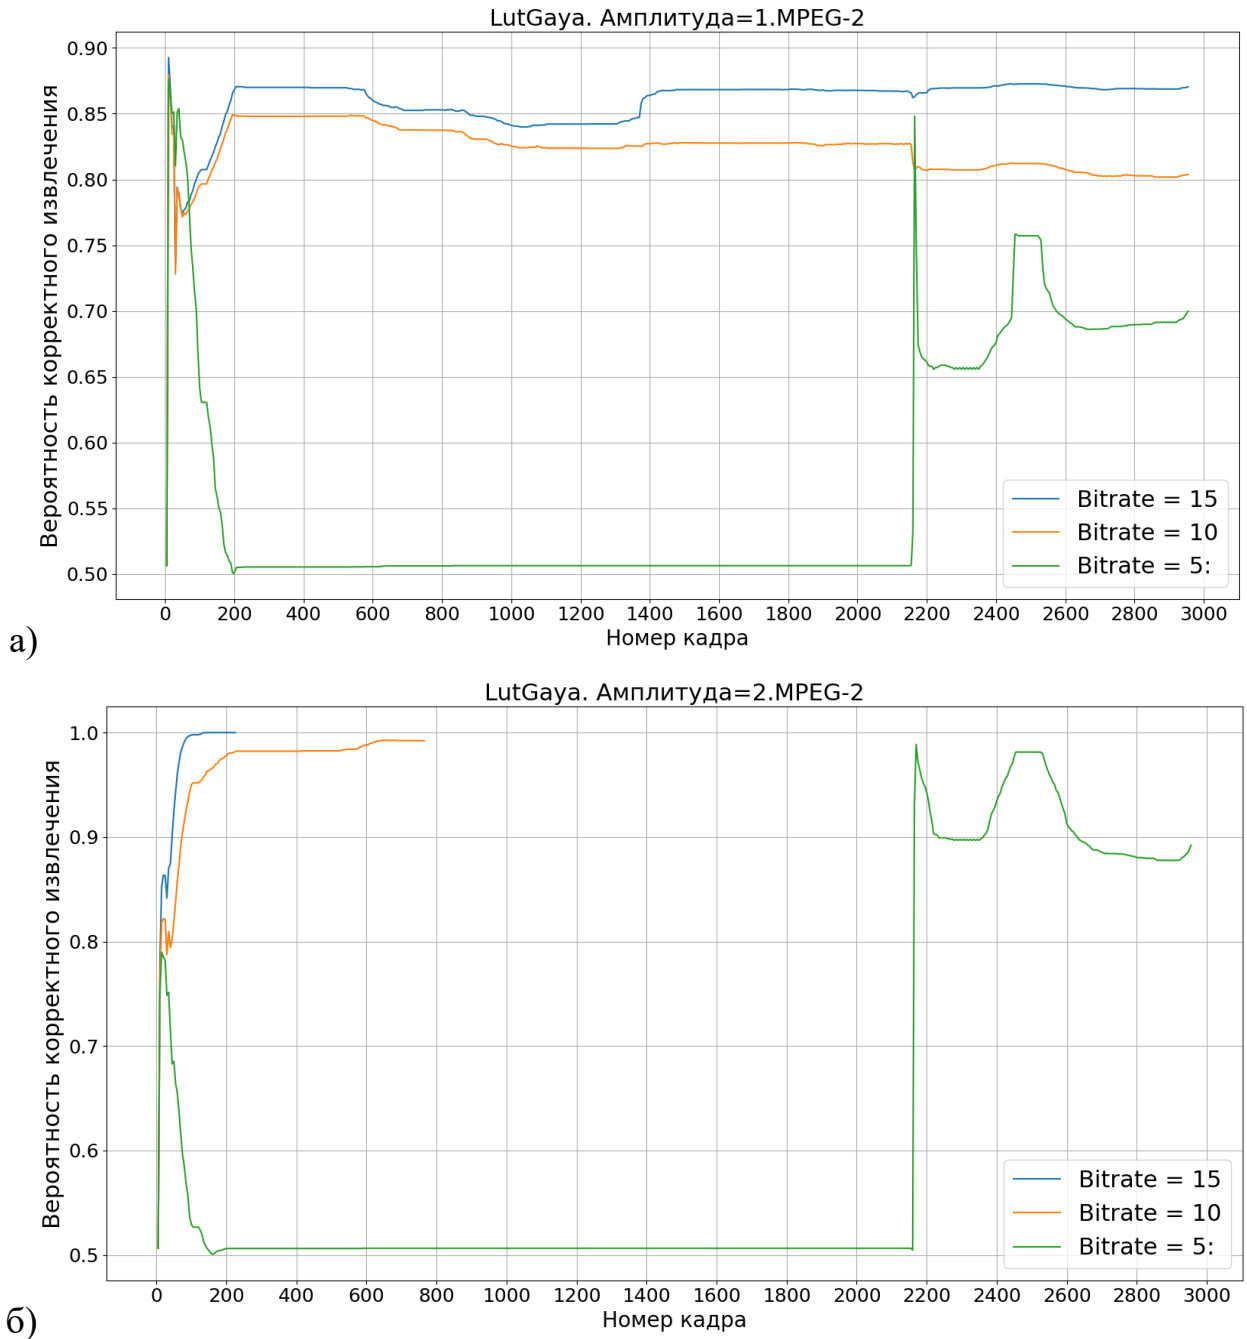 LutGaya. Амплитуда=1.MPEG-2
Вероятность корректного извлечения
0.90
0.85
0.80
0.75
0.70
0.65
0.60
0.55
0.50
Bitrate = 15
Bitrate = 10
Bitrate = 5:
0 200 400 600 800 1000 1200 1400 1600 1800 2000 2200 2400 2600 2800 3000
Номер кадра
а)
LutGaya. Амплитуда=2.MPEG-2
Вероятность корректного извлечения
1.0
0.9
0.8
0.7
0.6
0.5
Bitrate = 15
Bitrate = 10
Bitrate = 5:
0 200 400 600 800 1000 1200 1400 1600 1800 2000 2200 2400 2600 2800 3000
Номер кадра
б)